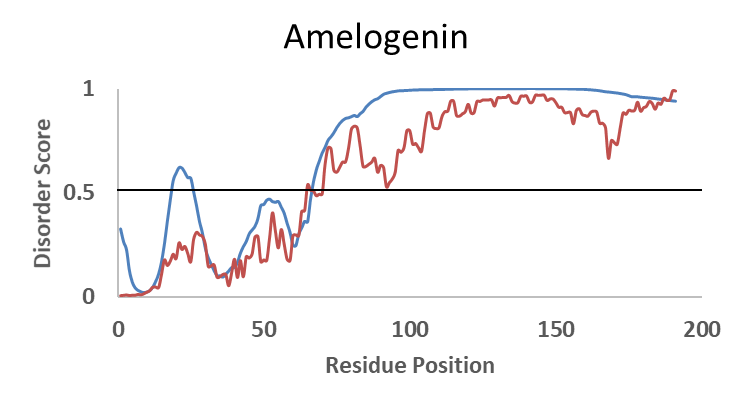 Amelogenin
Disorder Score
1
0.5
0
0 50 100 150 200
Residue Position